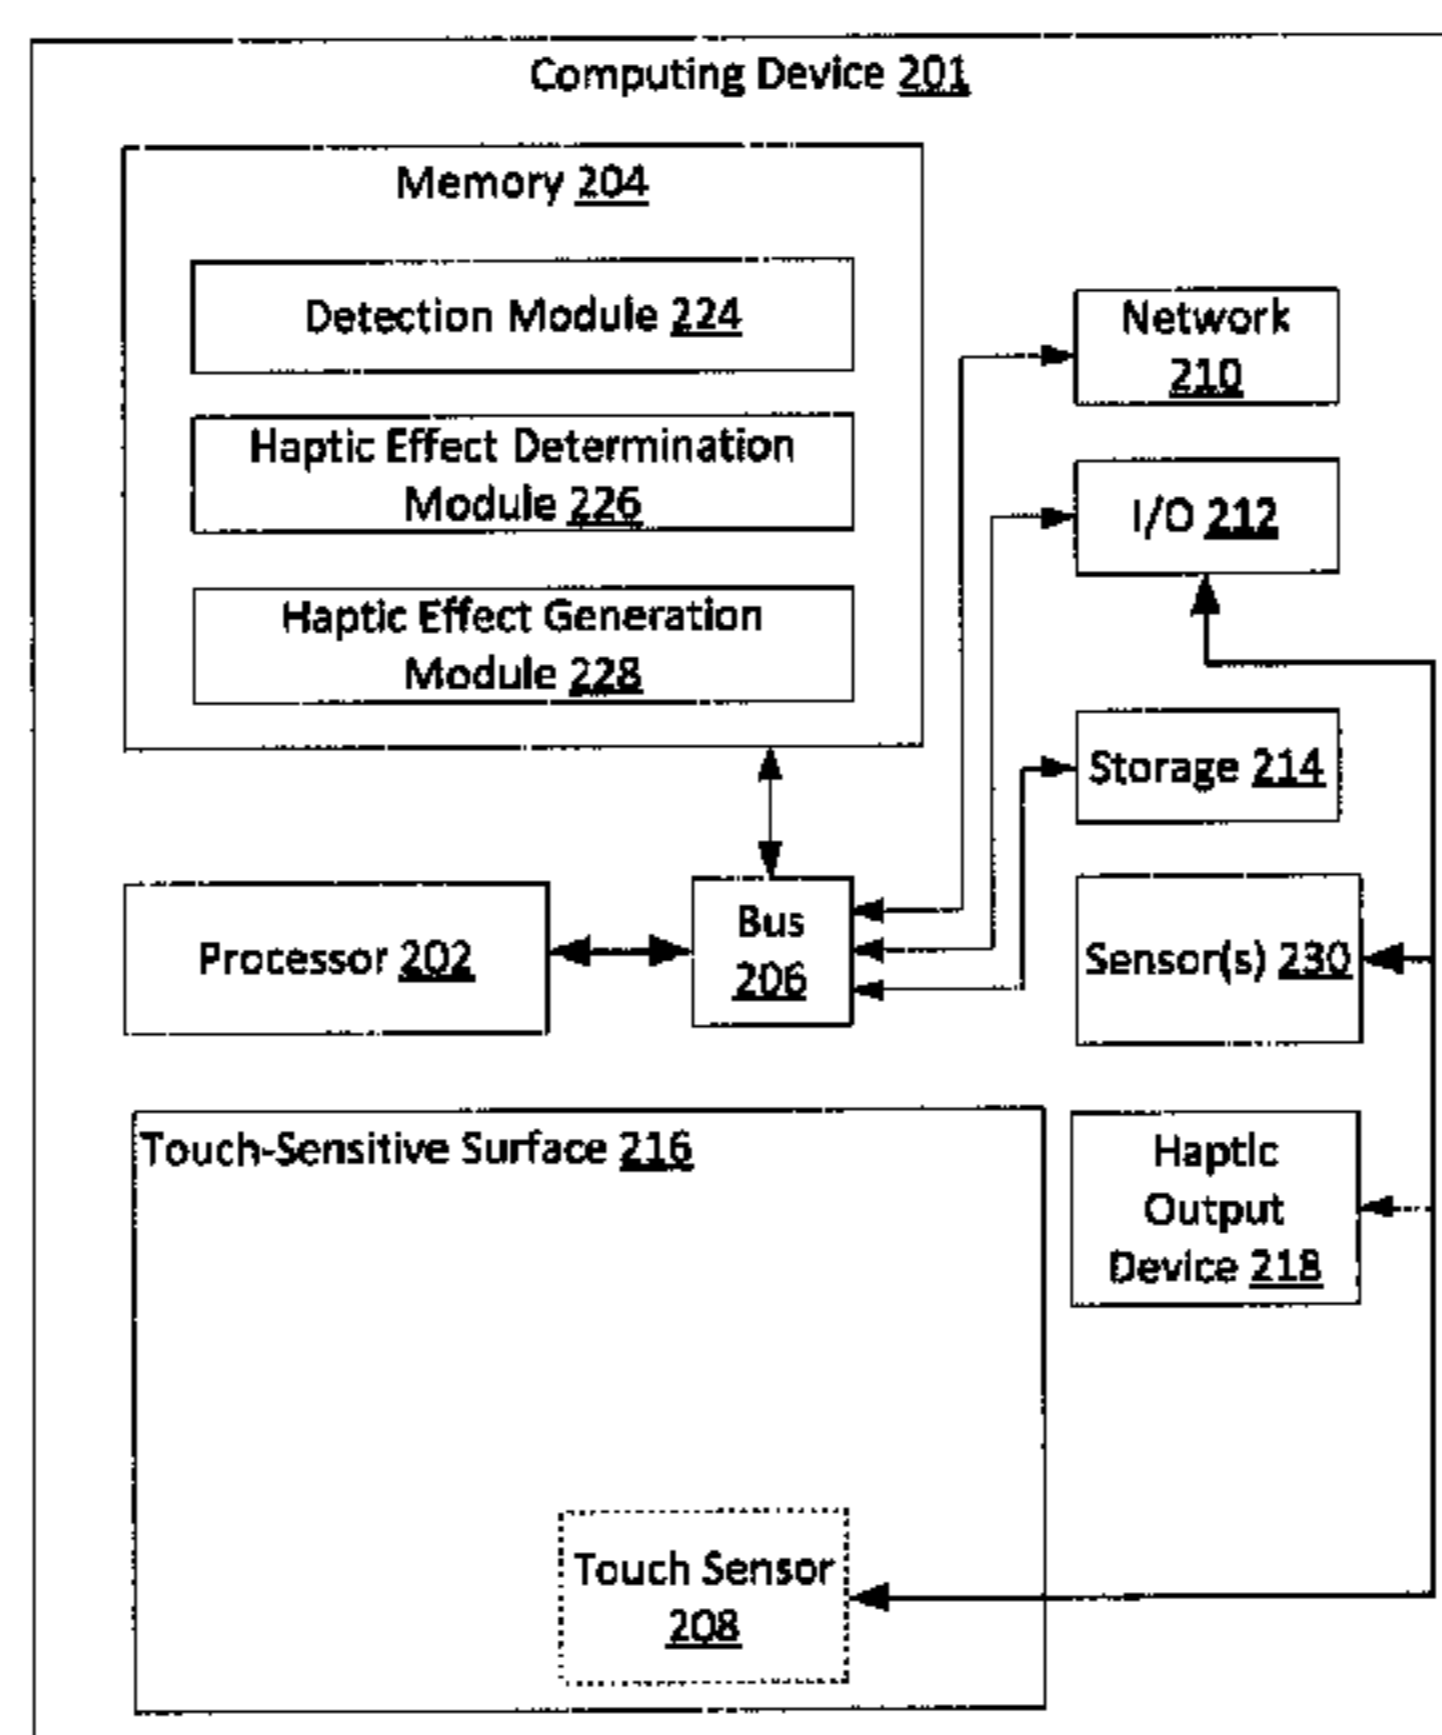 Computing Device 201
Memory 204
Detection Module 224
Haptic Effect Determination
Module 226
Haptic Effect Generation
Module 228
Network
210
I/O 212
Storage 214
Processor 202
Bus
206
Sensor(s) 230
Touch-Sensitive Surface 216
Haptic
Output
Device 218
Touch Sensor
208